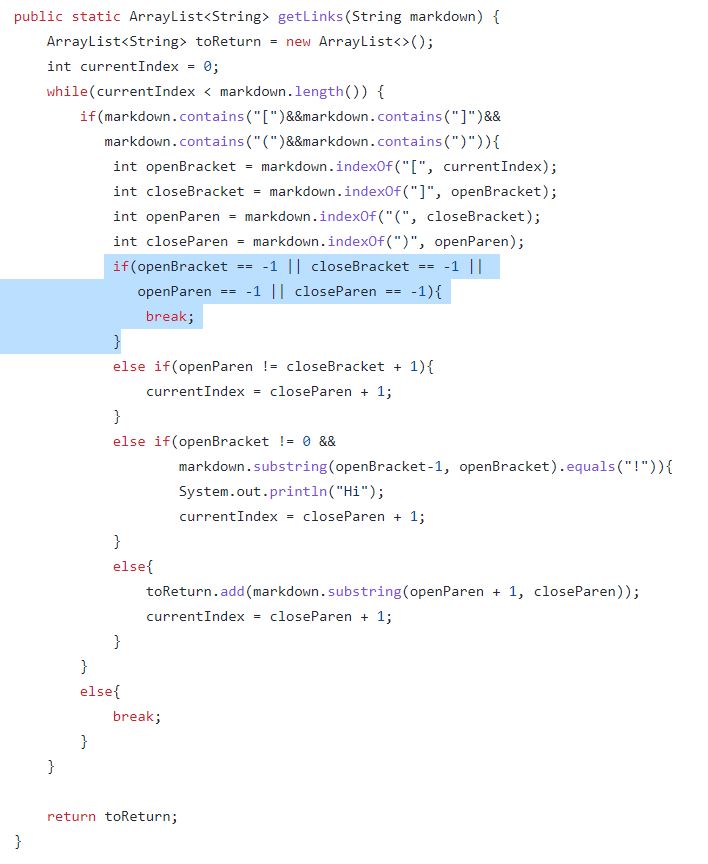 public static ArrayList<String> getLinks(String markdown) {
    ArrayList<String> toReturn = new ArrayList<>();
    int currentIndex = 0;
    while(currentIndex < markdown.length()) {
        if(markdown.contains("[")&&markdown.contains("]")&&
           markdown.contains("(")&&markdown.contains(")")){
            int openBracket = markdown.indexOf("[", currentIndex);
            int closeBracket = markdown.indexOf("]", openBracket);
            int openParen = markdown.indexOf("(", closeBracket);
            int closeParen = markdown.indexOf(")", openParen);
            if(openBracket == -1 || closeBracket == -1 ||
               openParen == -1 || closeParen == -1){
                break;
            }
            else if(openParen != closeBracket + 1){
                currentIndex = closeParen + 1;
            }
            else if(openBracket != 0 &&
                    markdown.substring(openBracket-1, openBracket).equals("!")){
                    System.out.println("Hi");
                    currentIndex = closeParen + 1;
            }
            else{
                toReturn.add(markdown.substring(openParen + 1, closeParen));
                currentIndex = closeParen + 1;
            }
        }
        else{
            break;
        }
    }

    return toReturn;
}